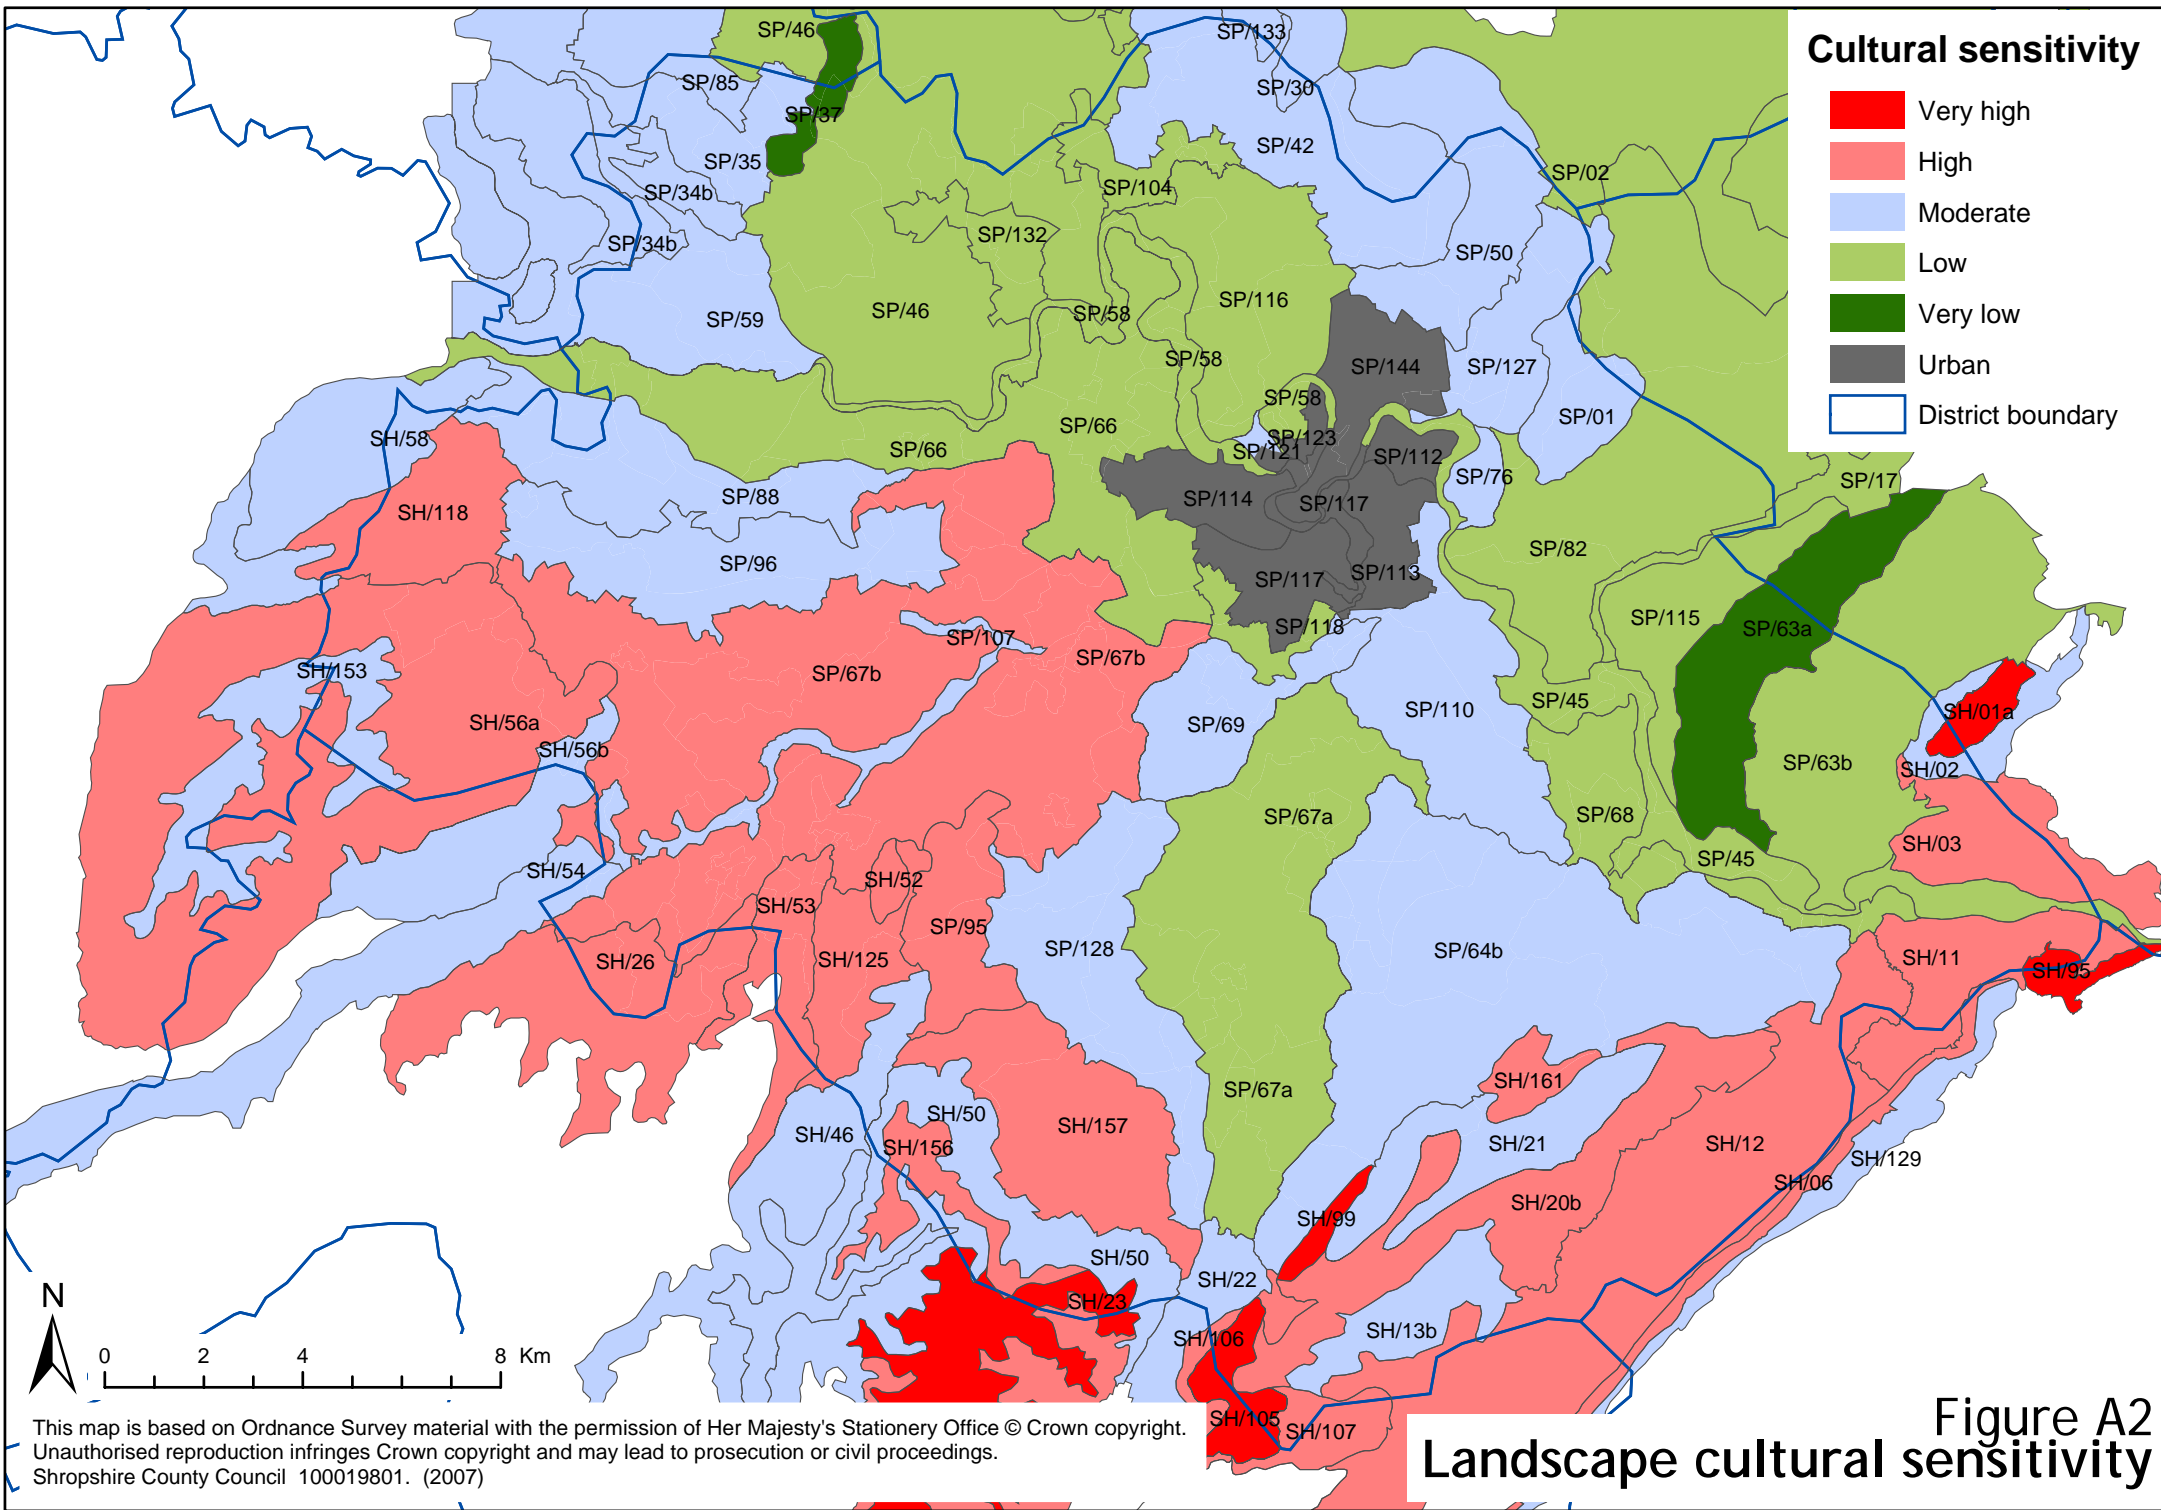 Cultural sensitivity
Very high
High
Moderate
Low
Very low
Urban
District boundary
SP/46
SP/133
SP/85
SP/30
SP/37
SP/42
SP/35
SP/02
SP/34b
SP/104
SP/132
SP/34b
SP/50
SP/116
SP/46
SP/58
SP/59
SP/58
SP/144
SP/127
SP/58
SP/01
SP/66
SH/58
SP/123
SP/66
SP/121
SP/112
SP/76
SP/17
SP/88
SP/114
SP/117
SH/118
SP/82
SP/96
SP/117
SP/113
SP/115
SP/118
SP/63a
SP/107
SP/67b
SH/153
SP/67b
SP/45
SP/110
SH/01a
SH/56a
SP/69
SH/56b
SP/63b
SH/02
SP/67a
SP/68
SH/03
SP/45
SH/54
SH/52
SH/53
SP/95
SP/128
SP/64b
SH/26
SH/125
SH/11
SH/95
SH/161
SP/67a
SH/50
SH/157
SH/46
SH/156
SH/21
SH/12
SH/129
SH/06
SH/20b
SH/99
SH/50
SH/22
SH/23
SH/106
SH/13b
SH/105
SH/107
N
0 2 4 8 Km
This map is based on Ordnance Survey material with the permission of Her Majesty's Stationery Office © Crown copyright.
Unauthorised reproduction infringes Crown copyright and may lead to prosecution or civil proceedings.
Shropshire County Council 100019801. (2007)
Figure A2
Landscape cultural sensitivity